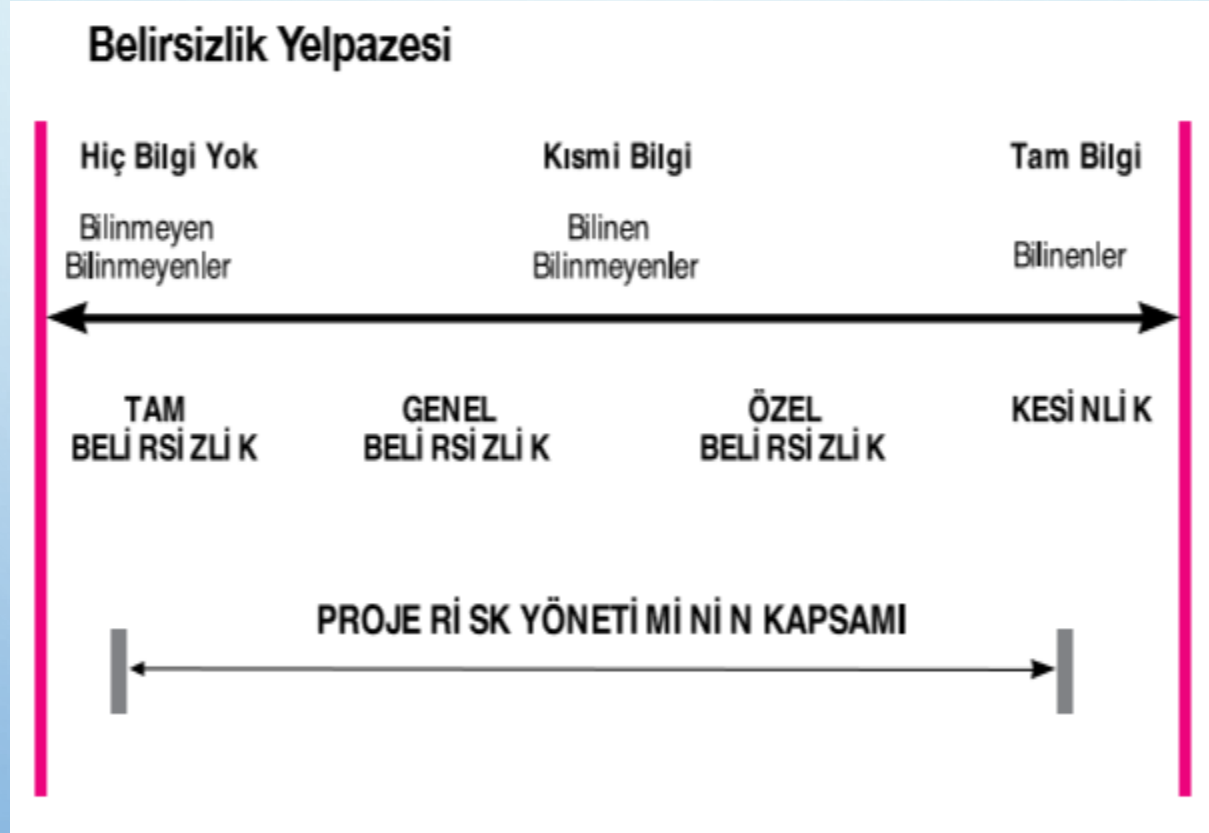 Belirsizlik Yelpazesi
Hiç Bilgi Yok
Kısmi Bilgi
Tam Bilgi
Bilinmeyen
Bilinmeyenler
Bilinen
Bilinmeyenler
Bilinenler
TAM
BELİRSİZLİK
GENEL
BELİRSİZLİK
ÖZEL
BELİRSİZLİK
KESİNLİK
PROJE RİSK YÖNETİMİNİN KAPSAMI